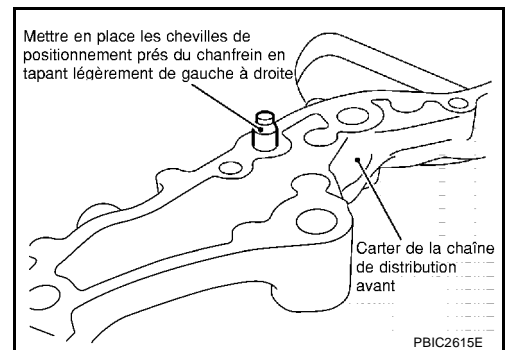 Mettre en place les chevilles de
positionnement prés du chanfrein en
tapant légèrement de gauche à droite
Carter de la chaîne
de distribution
avant
PBIC2615E